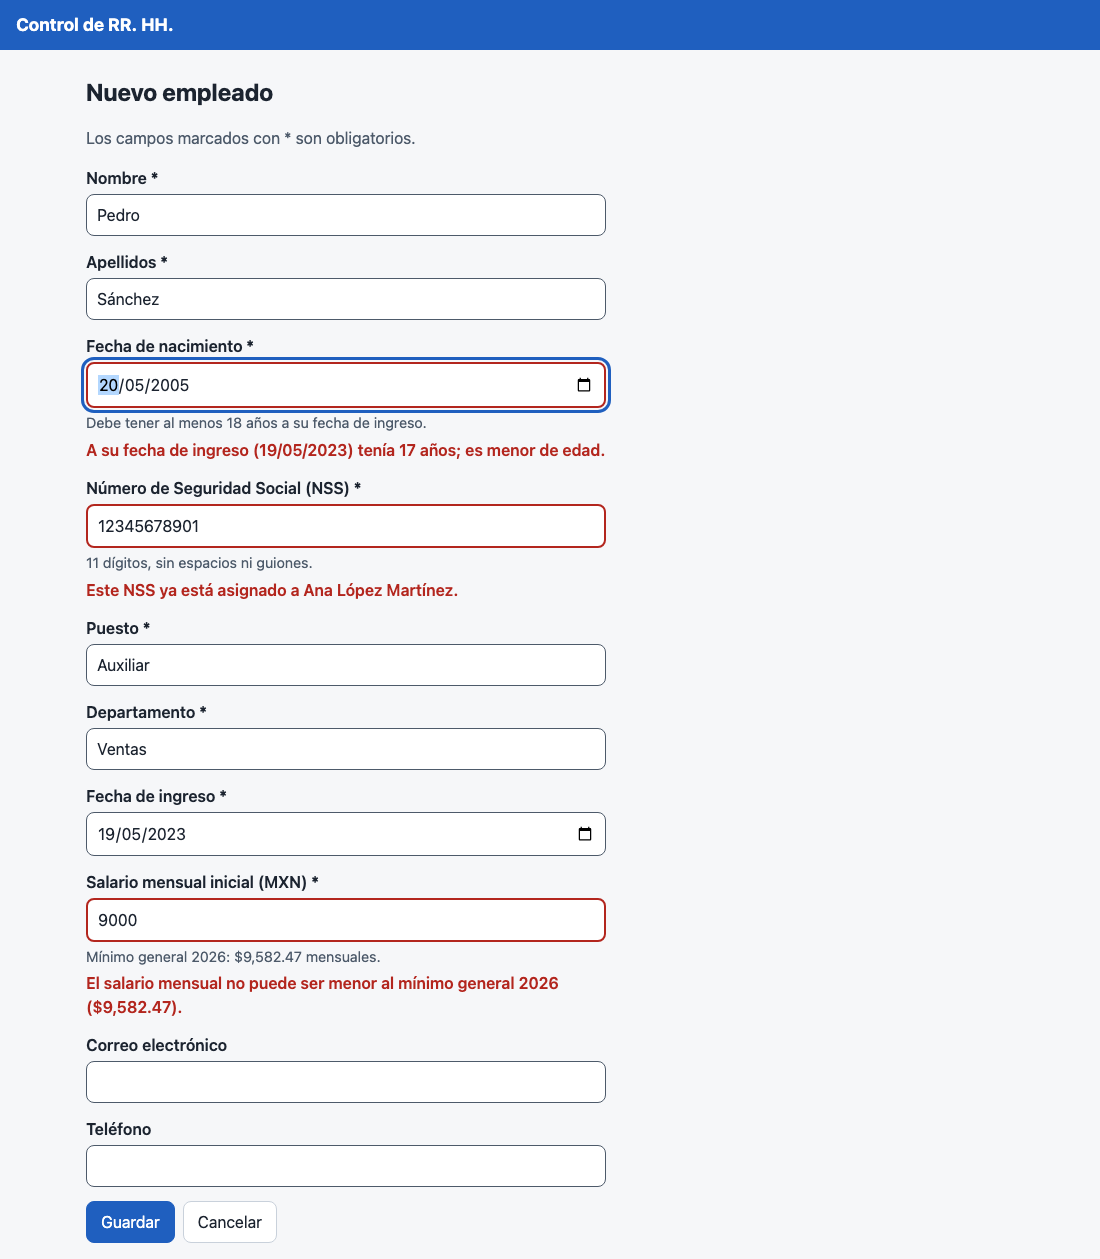 Control de RR. HH.
Nuevo empleado
Los campos marcados con * son obligatorios.
Nombre *
Pedro
Apellidos *
Sánchez
Fecha de nacimiento *
20/05/2005
Debe tener al menos 18 años a su fecha de ingreso.
A su fecha de ingreso (19/05/2023) tenía 17 años; es menor de edad.
Número de Seguridad Social (NSS) *
12345678901
11 dígitos, sin espacios ni guiones.
Este NSS ya está asignado a Ana López Martínez.
Puesto *
Auxiliar
Departamento *
Ventas
Fecha de ingreso *
19/05/2023
Salario mensual inicial (MXN) *
9000
Mínimo general 2026: $9,582.47 mensuales.
El salario mensual no puede ser menor al mínimo general 2026
($9,582.47).
Correo electrónico
Teléfono
Guardar Cancelar